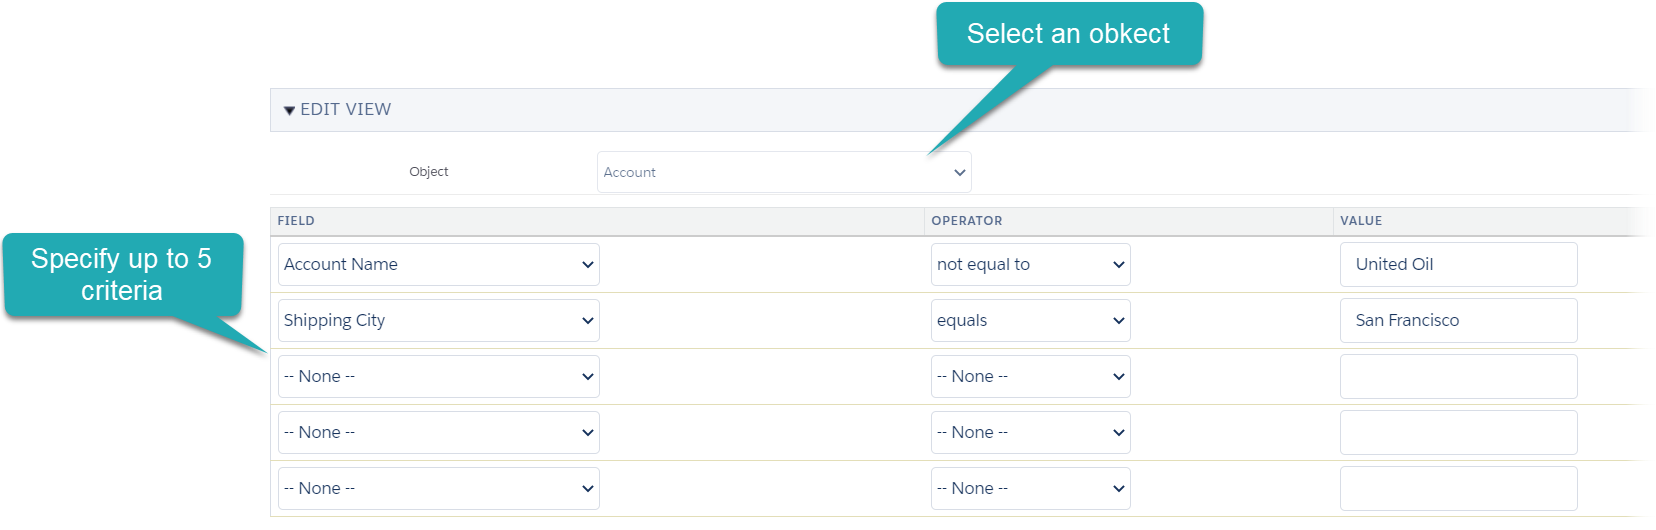 Select an obkect
EDIT VIEW
Object Account
FIELD OPERATOR VALUE
Specify up to 5
criteria
Account Name not equal to United Oil
Shipping City equals San Francisco
-- None -- -- None --
-- None -- -- None --
-- None -- -- None --